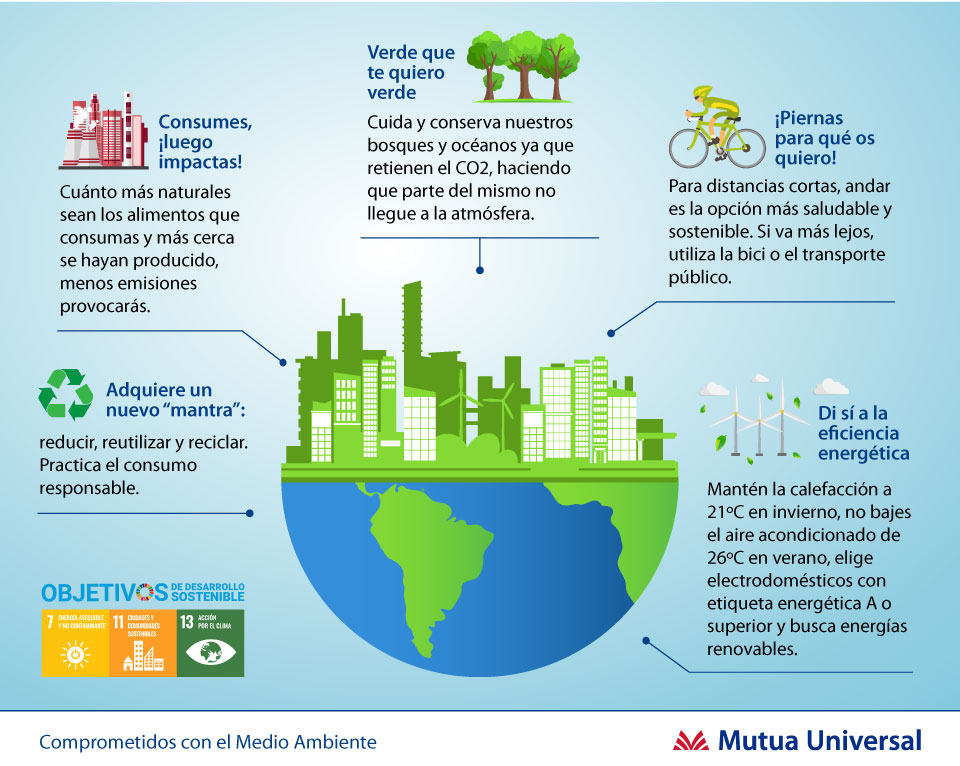 Verde que
te quiero
verde
Cuida y conserva nuestros
bosques y océanos ya que
retienen el CO2, haciendo
que parte del mismo no
llegue a la atmósfera.
Consumes,
¡luego
impactas!
Cuánto más naturales
sean los alimentos que
consumas y más cerca
se hayan producido,
menos emisiones
provocarás.
¡Piernas
para qué os
quiero!
Para distancias cortas, andar
es la opción más saludable y
sostenible. Si va más lejos,
utiliza la bici o el transporte
público.
Adquiere un
nuevo “mantra”:
reducir, reutilizar y reciclar.
Practica el consumo
responsable.
Di sí a la
eficiencia
energética
Mantén la calefacción a
21ºC en invierno, no bajes
el aire acondicionado de
26ºC en verano, elige
electrodomésticos con
etiqueta energética A o
superior y busca energías
renovables.
OBJETIVOS DE DESARROLLO
SOSTENIBLE
7 ENERGÍA ASEQUIBLE
Y NO CONTAMINANTE
11 CIUDADES Y
COMUNIDADES
SOSTENIBLES
13 ACCIÓN
POR EL CLIMA
Comprometidos con el Medio Ambiente
Mutua Universal